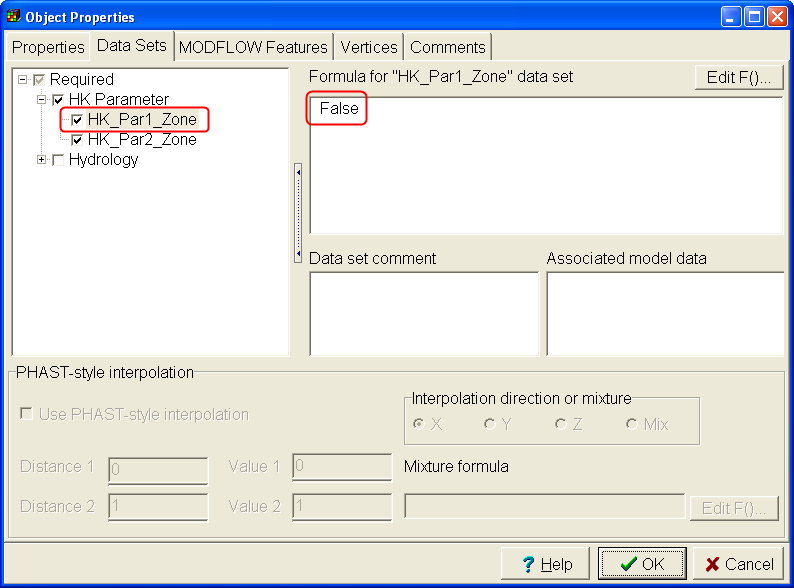 Object Properties
Properties Data Sets MODFLOW Features Vertices Comments
Required
HK Parameter
HK_Par1_Zone
HK_Par2_Zone
Hydrology
Formula for "HK_Par1_Zone" data set
Edit F()...
False
Data set comment
Associated model data
PHAST-style interpolation
Use PHAST-style interpolation
Interpolation direction or mixture
X Y Z Mix
Distance 1 0 Value 1 0 Mixture formula
Distance 2 1 Value 2 1 Edit F()...
? Help OK Cancel